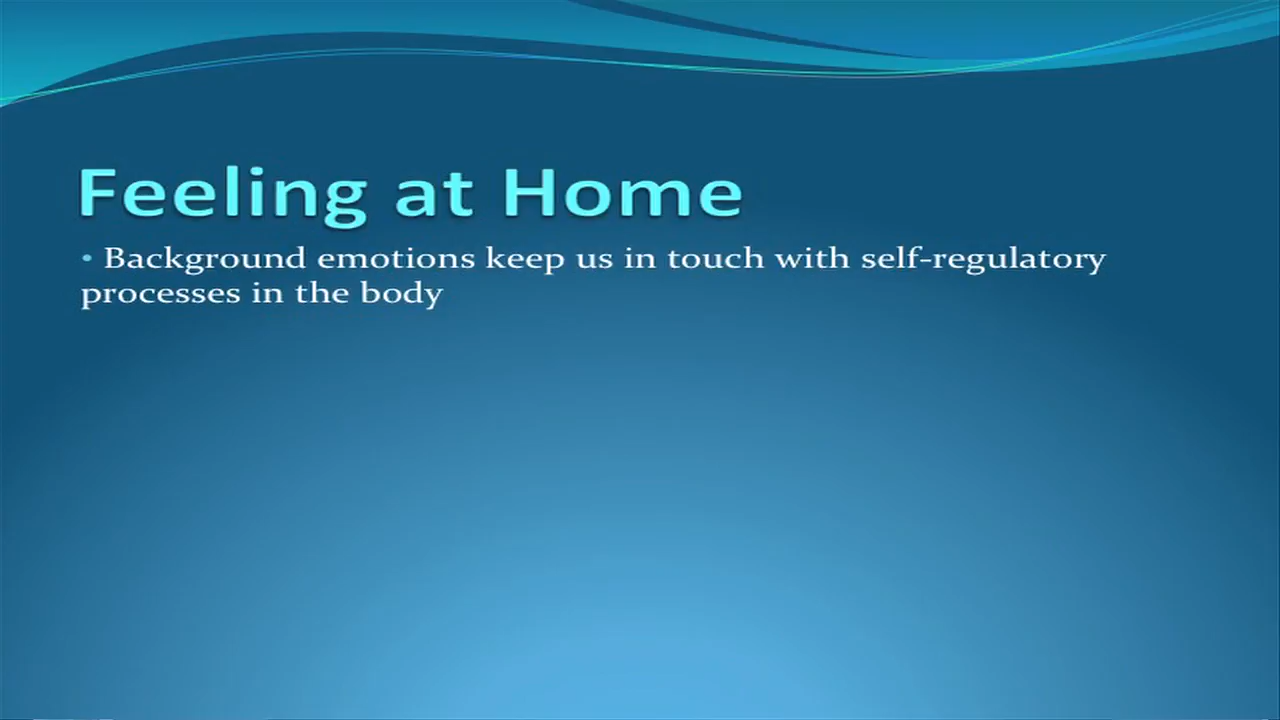 Feeling at Home
• Background emotions keep us in touch with self-regulatory
processes in the body